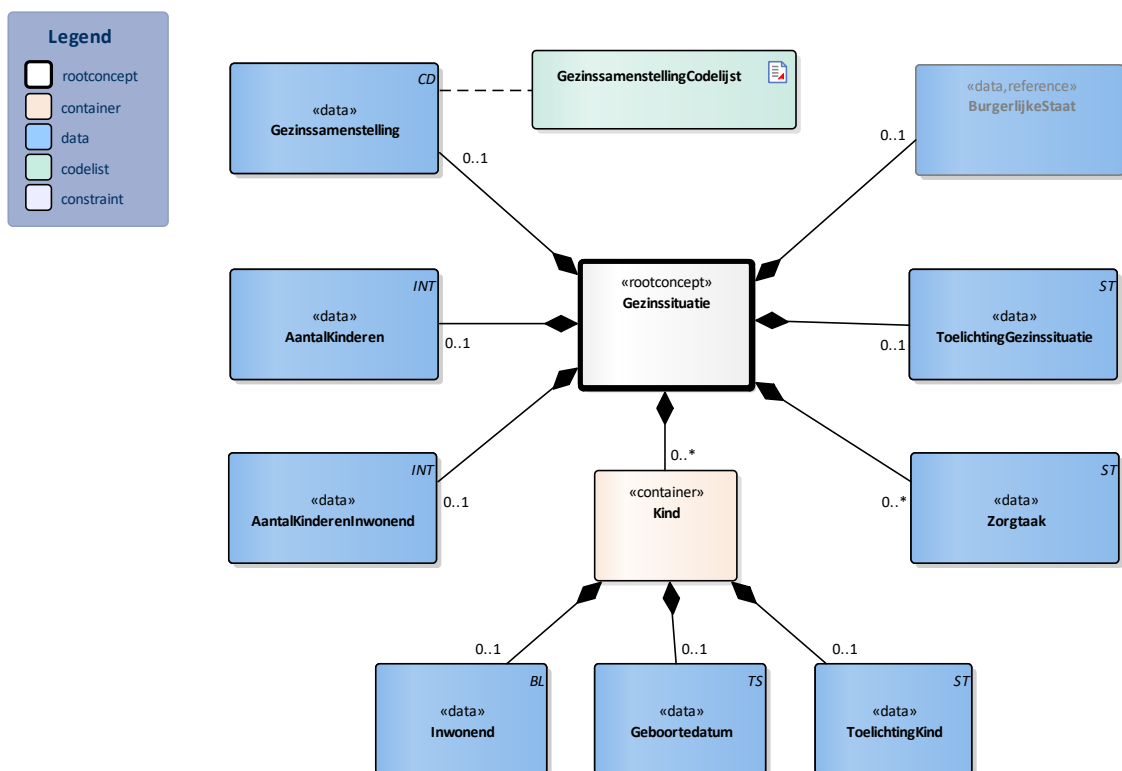 Legend
rootconcept
container
data
codelist
constraint
CD
«data»
Gezinssamenstelling
0..1
GezinssamenstellingCodelijst
«data,reference»
BurgerlijkeStaat
0..1
INT
«data»
AantalKinderen
0..1
«rootconcept»
Gezinssituatie
ST
«data»
ToelichtingGezinssituatie
0..1
INT
«data»
AantalKinderenInwonend
0..1
0..*
«container»
Kind
ST
«data»
Zorgtaak
0..*
0..1
BL
«data»
Inwonend
0..1
TS
«data»
Geboortedatum
0..1
ST
«data»
ToelichtingKind